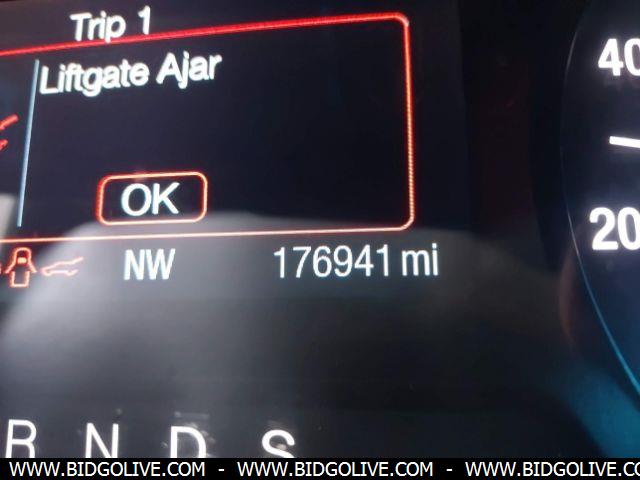 Trip 1
Liftgate Ajar
OK
NW 176941 mi
40
20
R N D S
WWW.BIDGOLIVE.COM - WWW.BIDGOLIVE.COM - WWW.BIDGOLIVE.COM